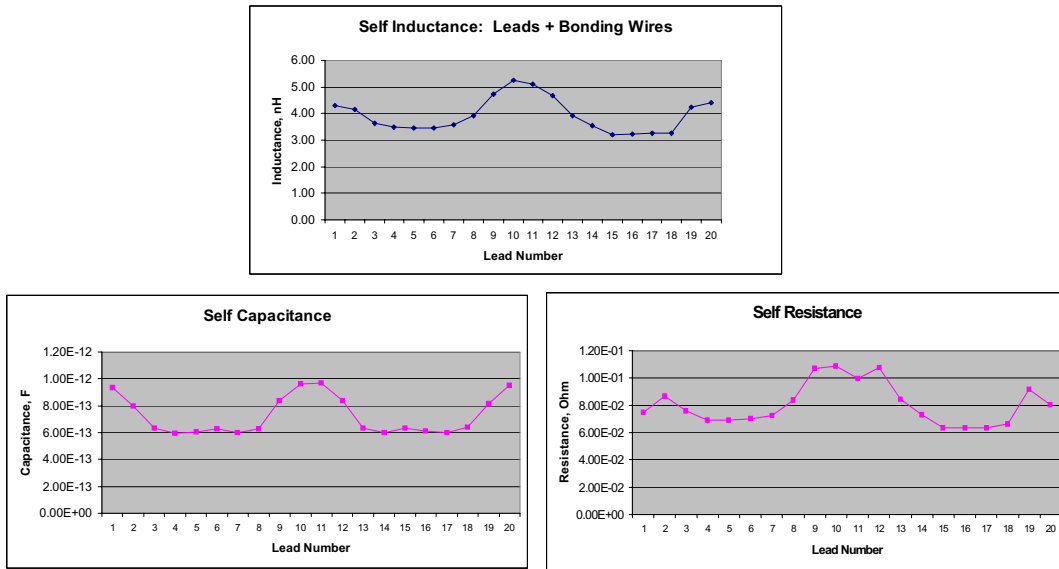 Self Inductance: Leads + Bonding Wires
6.00
5.00
4.00
3.00
2.00
1.00
0.00
Inductance, nH
1 2 3 4 5 6 7 8 9 10 11 12 13 14 15 16 17 18 19 20
Lead Number
Self Capacitance
1.20E-12
1.00E-12
8.00E-13
6.00E-13
4.00E-13
2.00E-13
0.00E+00
Capacitance, F
1 2 3 4 5 6 7 8 9 10 11 12 13 14 15 16 17 18 19 20
Lead Number
Self Resistance
1.20E-01
1.00E-01
8.00E-02
6.00E-02
4.00E-02
2.00E-02
0.00E+00
Resistance, Ohm
1 2 3 4 5 6 7 8 9 10 11 12 13 14 15 16 17 18 19 20
Lead Number